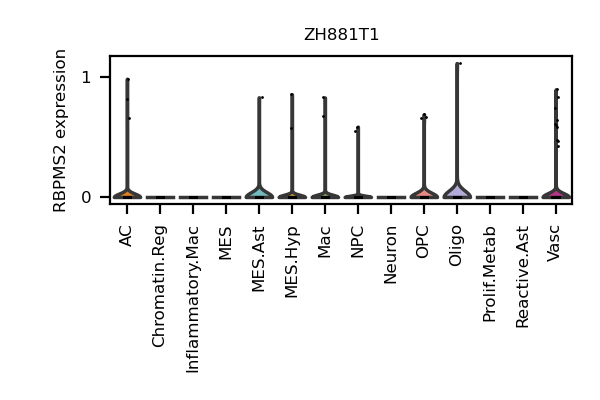 ZH881T1
RBPMS2 expression
1
0
AC
Chromatin.Reg
Inflammatory.Mac
MES
MES.Ast
MES.Hyp
Mac
NPC
Neuron
OPC
Oligo
Prolif.Metab
Reactive.Ast
Vasc